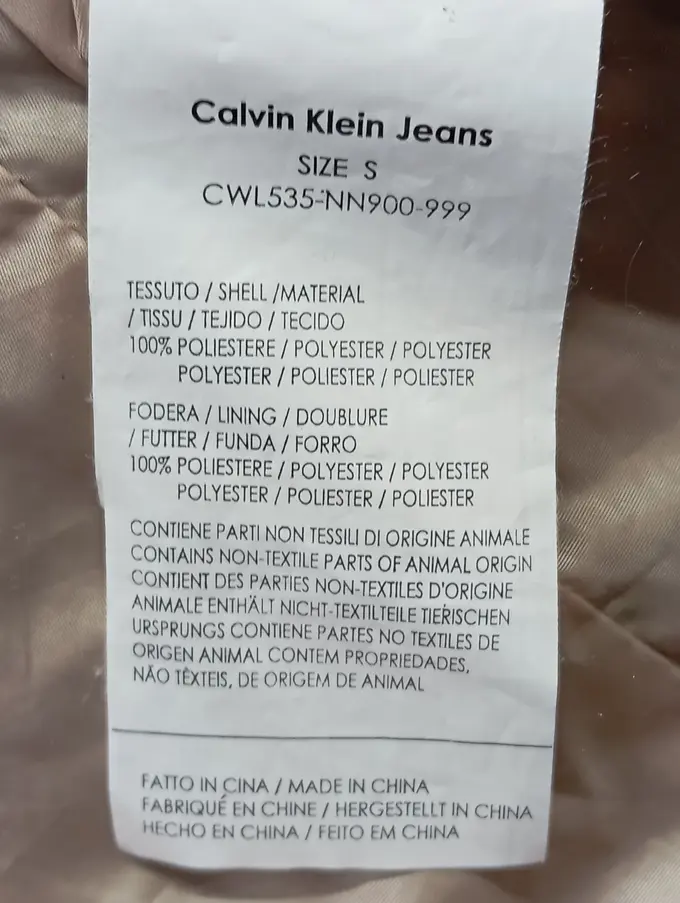 Calvin Klein Jeans
SIZE S
CWL535-NN900-999
TESSUTO / SHELL /MATERIAL
/ TISSU / TEJIDO / TECIDO
100% POLIESTERE / POLYESTER / POLYESTER
POLYESTER / POLIESTER / POLIESTER
FODERA / LINING / DOUBLURE
/ FUTTER / FUNDA / FORRO
100% POLIESTERE / POLYESTER / POLYESTER
POLYESTER / POLIESTER / POLIESTER
CONTIENE PARTI NON TESSILI DI ORIGINE ANIMALE
CONTAINS NON-TEXTILE PARTS OF ANIMAL ORIGIN
CONTIENT DES PARTIES NON-TEXTILES D'ORIGINE
ANIMALE ENTHÄLT NICHT-TEXTILTEILE TIERISCHEN
URSPRUNGS CONTIENE PARTES NO TEXTILES DE
ORIGEN ANIMAL CONTEM PROPRIEDADES,
NÃO TÊXTEIS, DE ORIGEM DE ANIMAL
FATTO IN CINA / MADE IN CHINA
FABRIQUÉ EN CHINE / HERGESTELLT IN CHINA
HECHO EN CHINA / FEITO EM CHINA